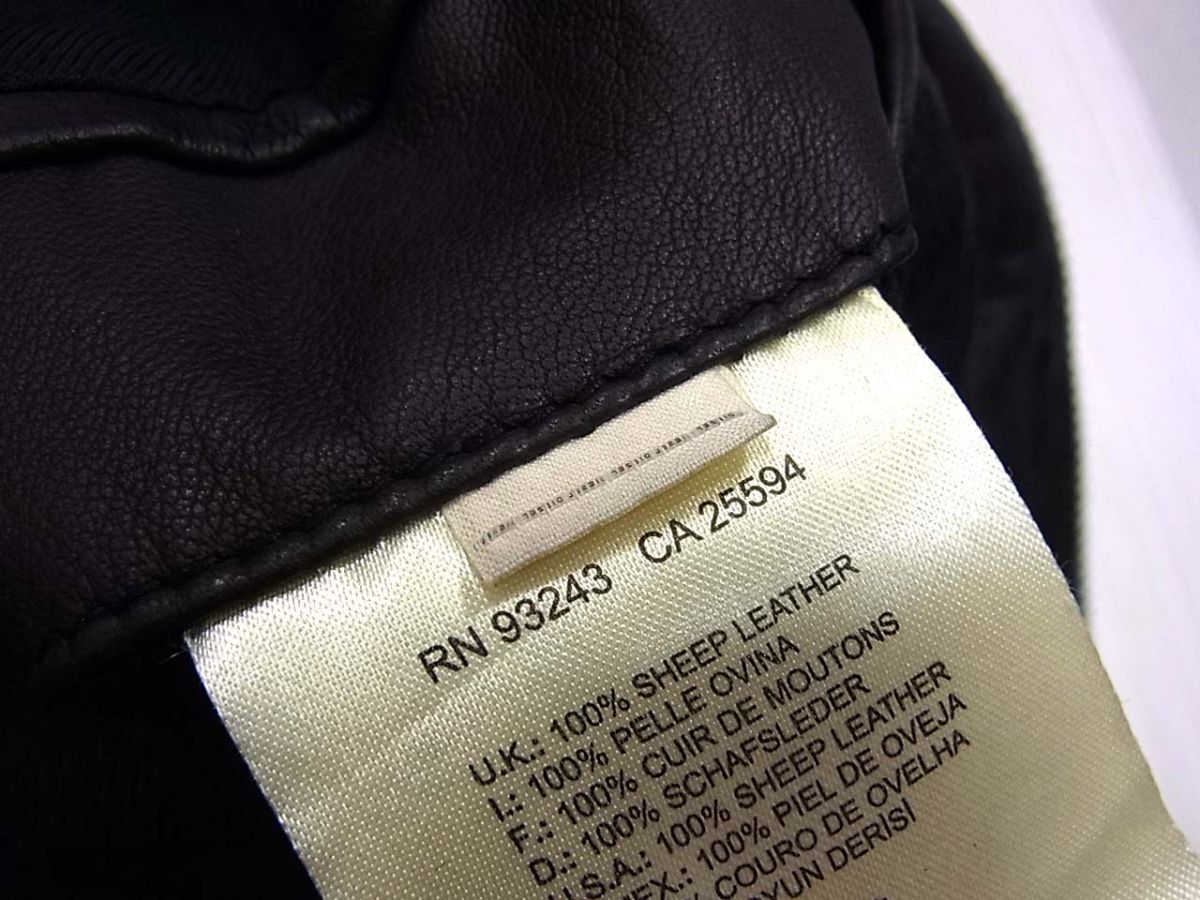 DIESEL
RN 93243 CA 25594
U.K.: 100% SHEEP LEATHER
I.: 100% PELLE OVINA
F.: 100% CUIR DE MOUTONS
D.: 100% SCHAFSLEDER
U.S.A.: 100% SHEEP LEATHER
MEX.: 100% PIEL DE OVEJA
COURO DE OVELHA
DERISİ